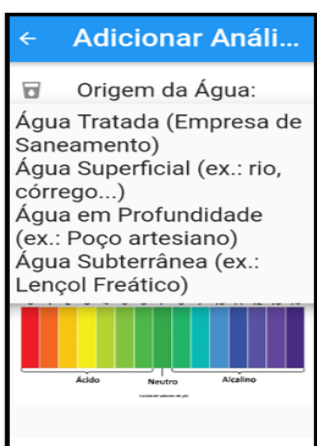 Adicionar Análi...
Origem da Água:
Água Tratada (Empresa de
Saneamento)
Água Superficial (ex.: rio,
córrego...)
Água em Profundidade
(ex.: Poço artesiano)
Água Subterrânea (ex.:
Lençol Freático)
Ácido Neutro Alcalino